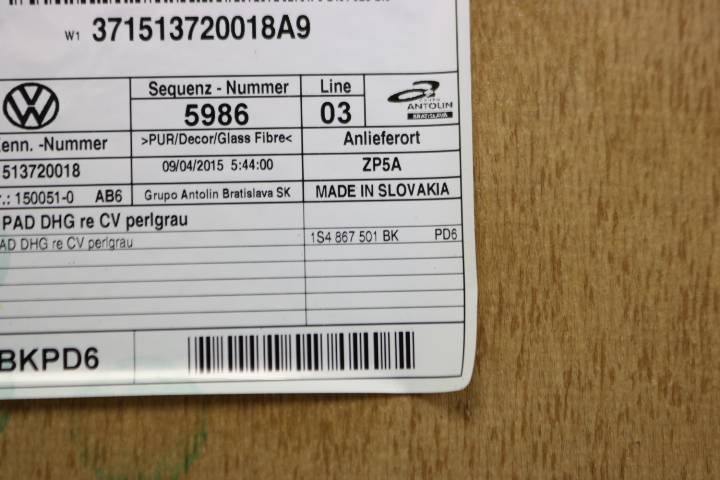 W1 371513720018A9
Sequenz - Nummer Line
5986 03 ANTOLIN BRATISLAVA
enn. -Nummer >PUR/Decor/Glass Fibre< Anlieferort
513720018 09/04/2015 5:44:00 ZP5A
r.: 150051-0 AB6 Grupo Antolin Bratislava SK MADE IN SLOVAKIA
PAD DHG re CV perlgrau
AD DHG re CV perlgrau 1S4 867 501 BK PD6
BKPD6